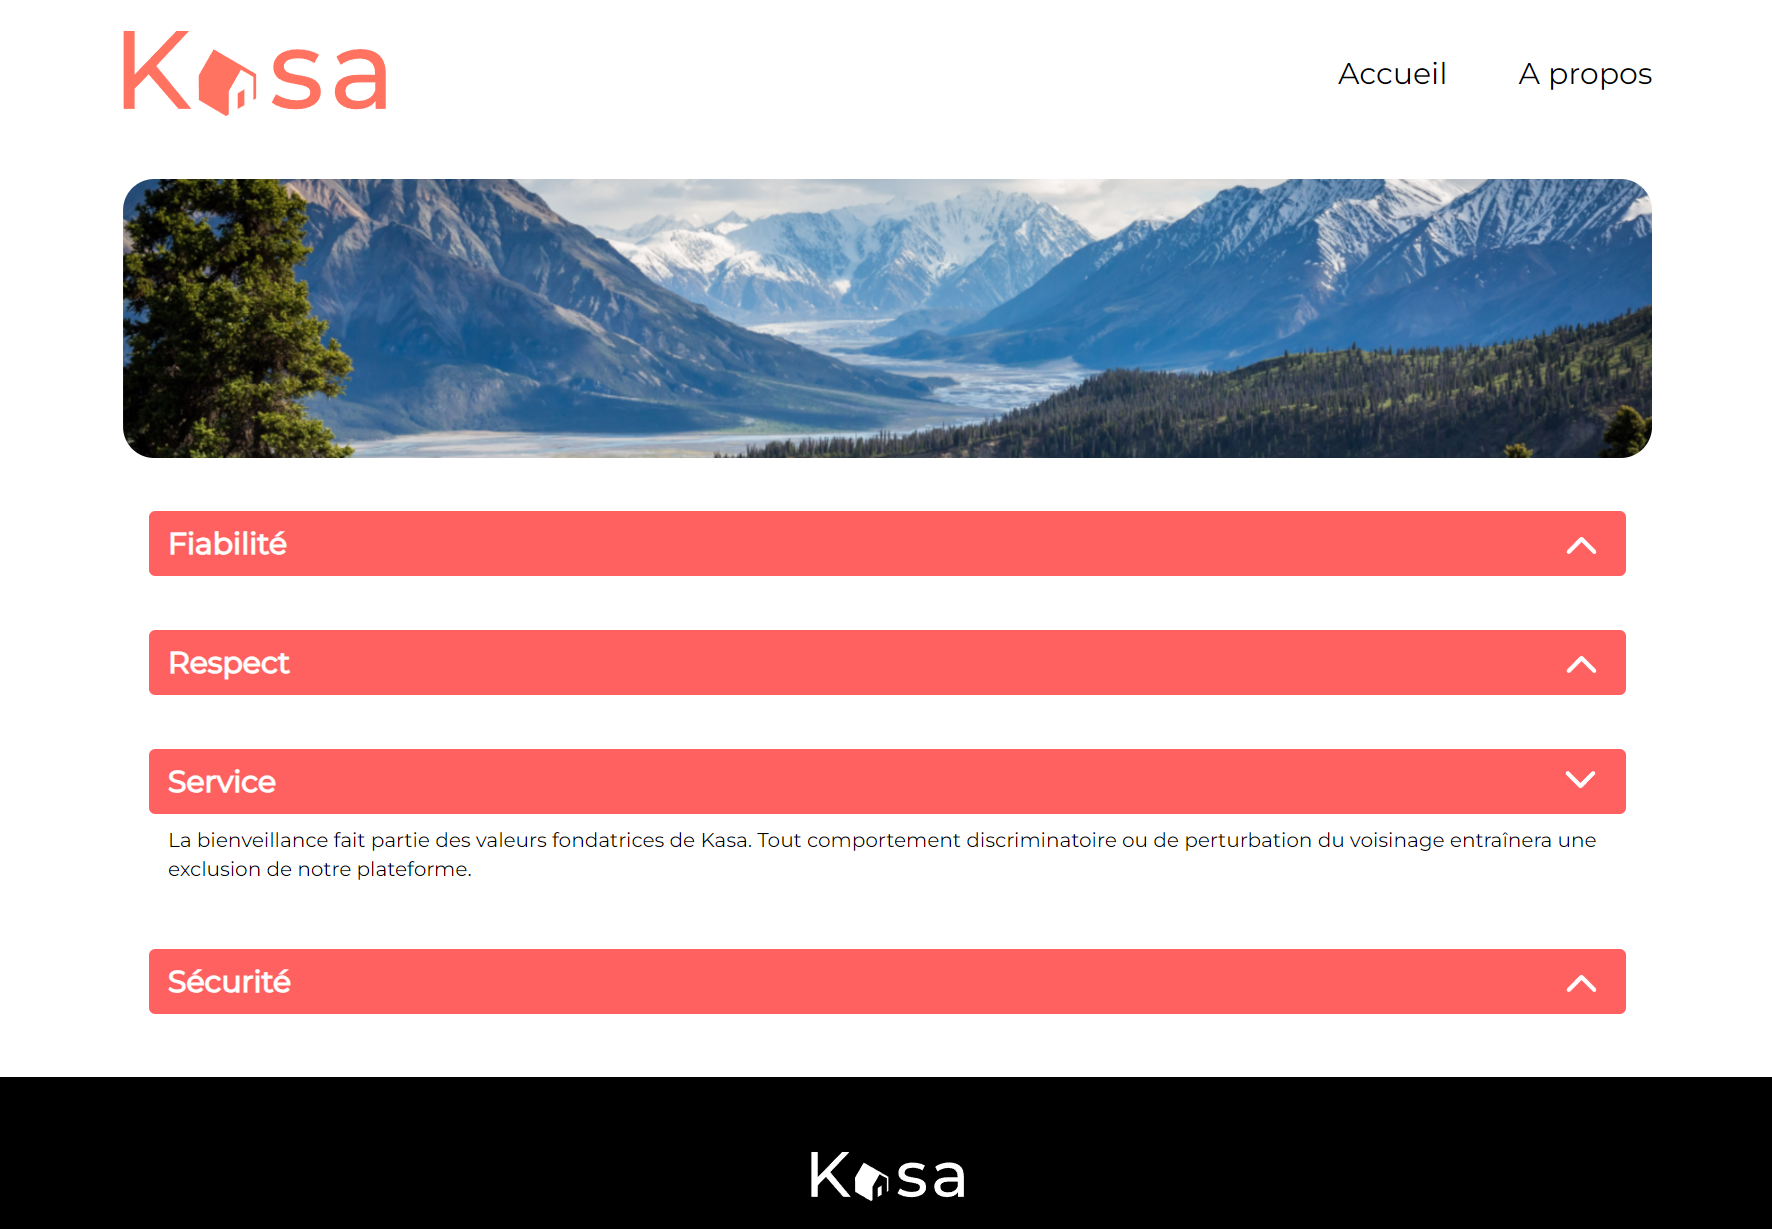 Kasa
Accueil
A propos
Fiabilité
Respect
Service
La bienveillance fait partie des valeurs fondatrices de Kasa. Tout comportement discriminatoire ou de perturbation du voisinage entraînera une
exclusion de notre plateforme.
Sécurité
Kasa